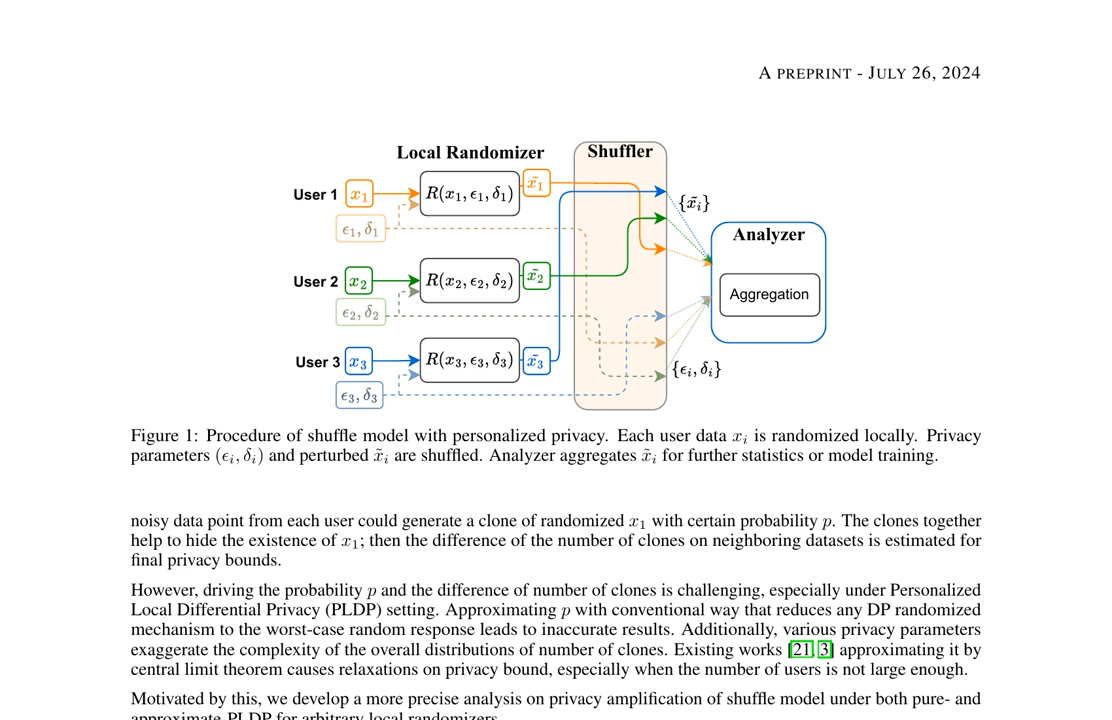 A PREPRINT - JULY 26, 2024
Local Randomizer
Shuffler
User 1 x₁ R(x₁, ϵ₁, δ₁) x̃₁
ϵ₁, δ₁
{x̃ᵢ}
Analyzer
User 2 x₂ R(x₂, ϵ₂, δ₂) x̃₂
Aggregation
ϵ₂, δ₂
User 3 x₃ R(x₃, ϵ₃, δ₃) x̃₃
{ϵᵢ, δᵢ}
ϵ₃, δ₃
Figure 1: Procedure of shuffle model with personalized privacy. Each user data xᵢ is randomized locally. Privacy
parameters (ϵᵢ, δᵢ) and perturbed x̃ᵢ are shuffled. Analyzer aggregates x̃ᵢ for further statistics or model training.
noisy data point from each user could generate a clone of randomized x₁ with certain probability p. The clones together
help to hide the existence of x₁; then the difference of the number of clones on neighboring datasets is estimated for
final privacy bounds.
However, driving the probability p and the difference of number of clones is challenging, especially under Personalized
Local Differential Privacy (PLDP) setting. Approximating p with conventional way that reduces any DP randomized
mechanism to the worst-case random response leads to inaccurate results. Additionally, various privacy parameters
exaggerate the complexity of the overall distributions of number of clones. Existing works [21, 3] approximating it by
central limit theorem causes relaxations on privacy bound, especially when the number of users is not large enough.
Motivated by this, we develop a more precise analysis on privacy amplification of shuffle model under both pure- and
approximate-PLDP for arbitrary local randomizers.